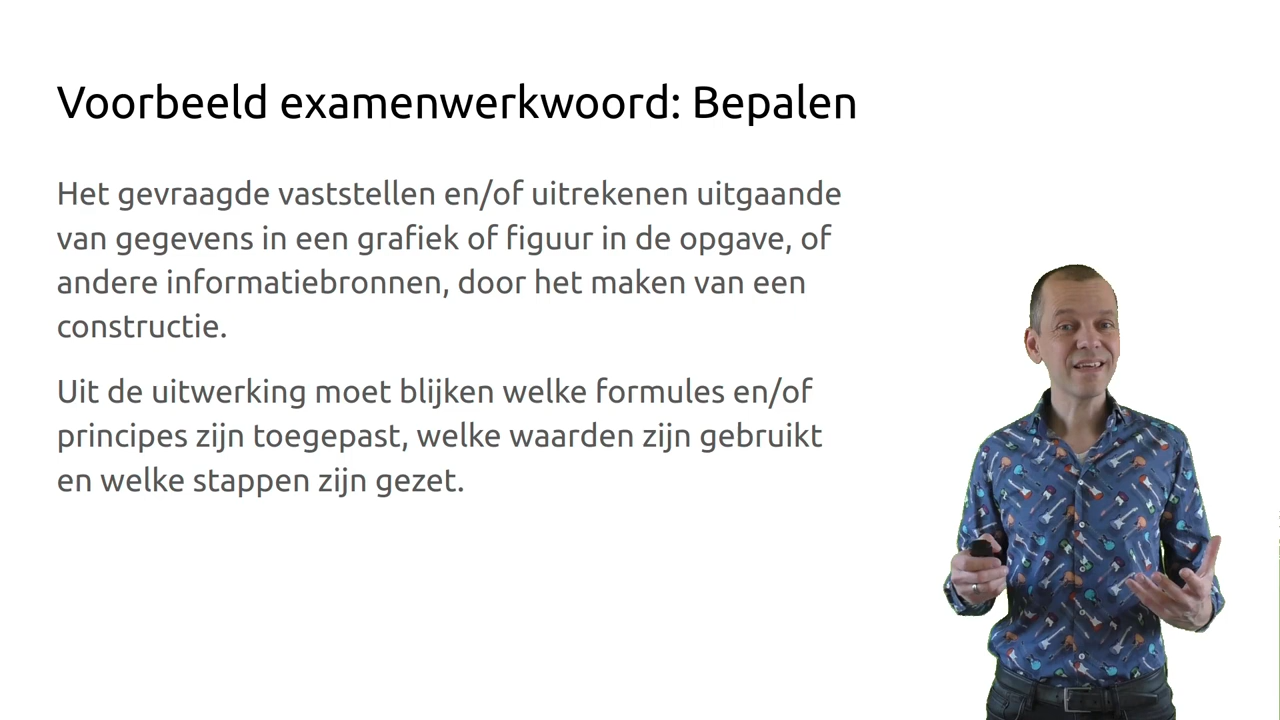 Voorbeeld examenwerkwoord: Bepalen
Het gevraagde vaststellen en/of uitrekenen uitgaande
van gegevens in een grafiek of figuur in de opgave, of
andere informatiebronnen, door het maken van een
constructie.
Uit de uitwerking moet blijken welke formules en/of
principes zijn toegepast, welke waarden zijn gebruikt
en welke stappen zijn gezet.